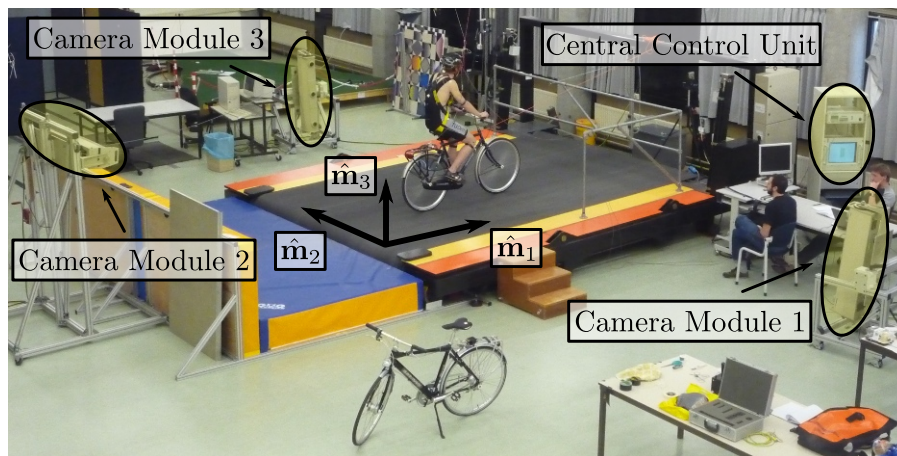 Camera Module 3
Central Control Unit
m̂₃
m̂₂
m̂₁
Camera Module 2
Camera Module 1